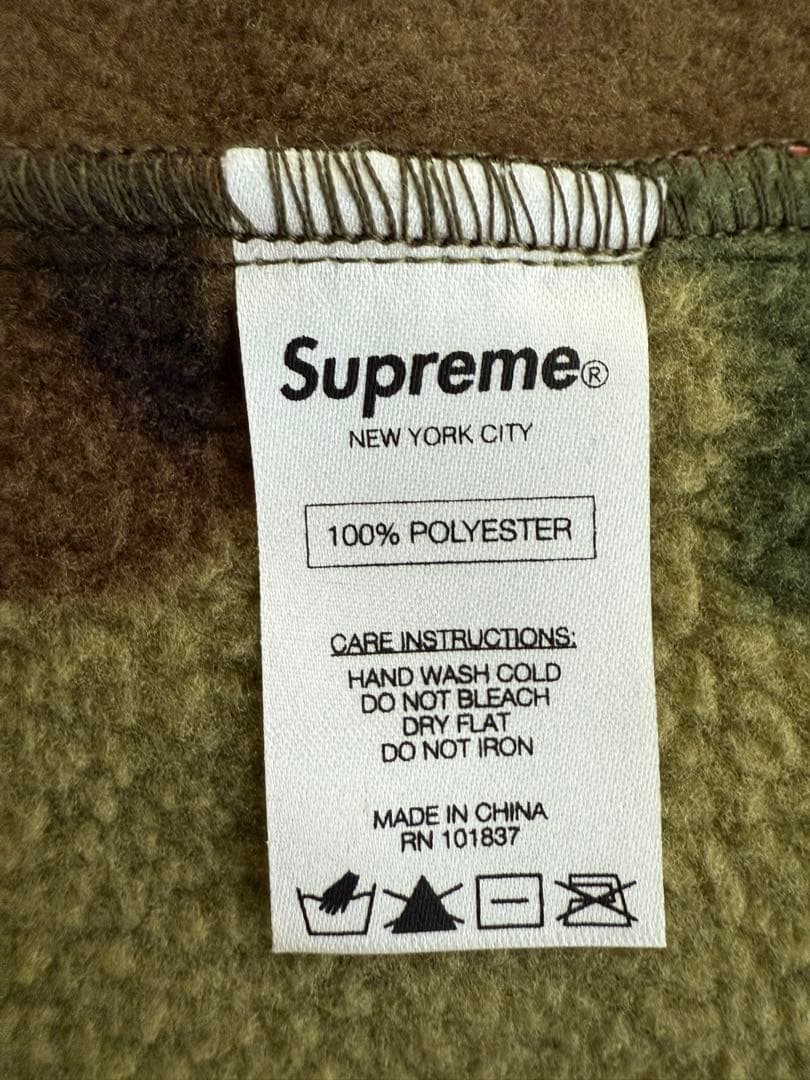 Supreme®
NEW YORK CITY
100% POLYESTER
CARE INSTRUCTIONS:
HAND WASH COLD
DO NOT BLEACH
DRY FLAT
DO NOT IRON
MADE IN CHINA
RN 101837